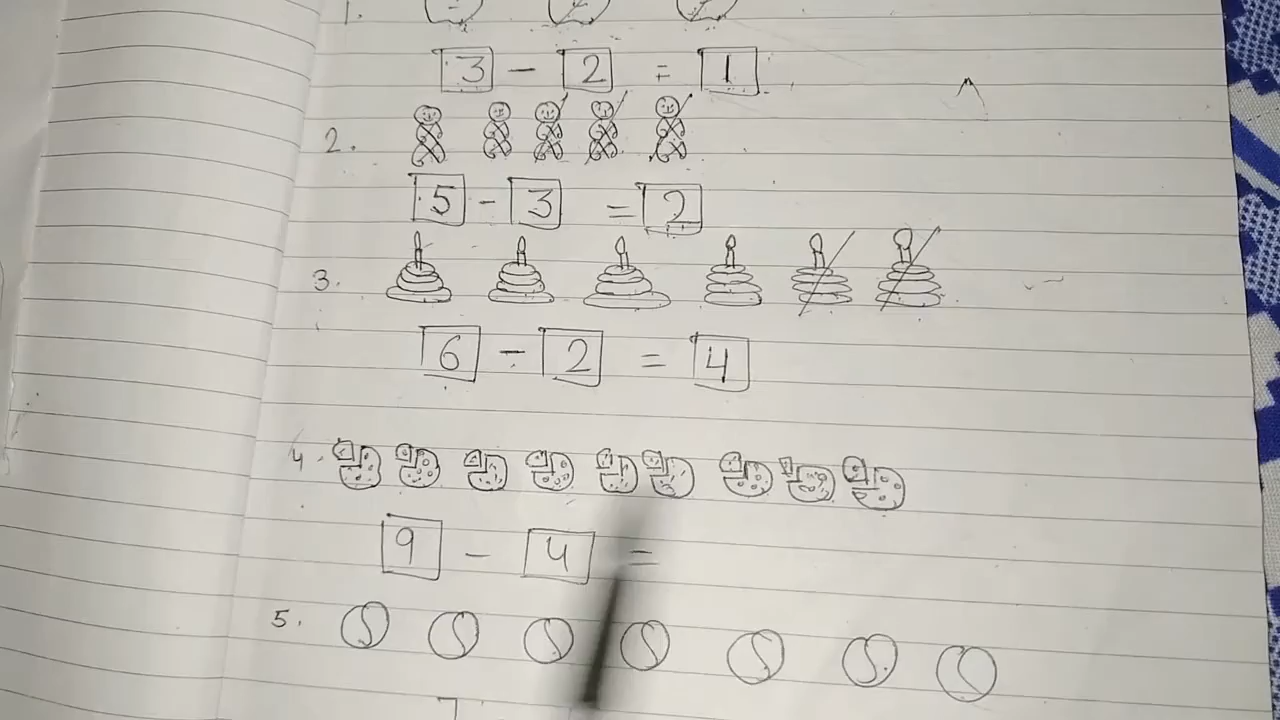 1.
3 - 2 = 1
2.
5 - 3 = 2
3.
6 - 2 = 4
4.
9 - 4 =
5.